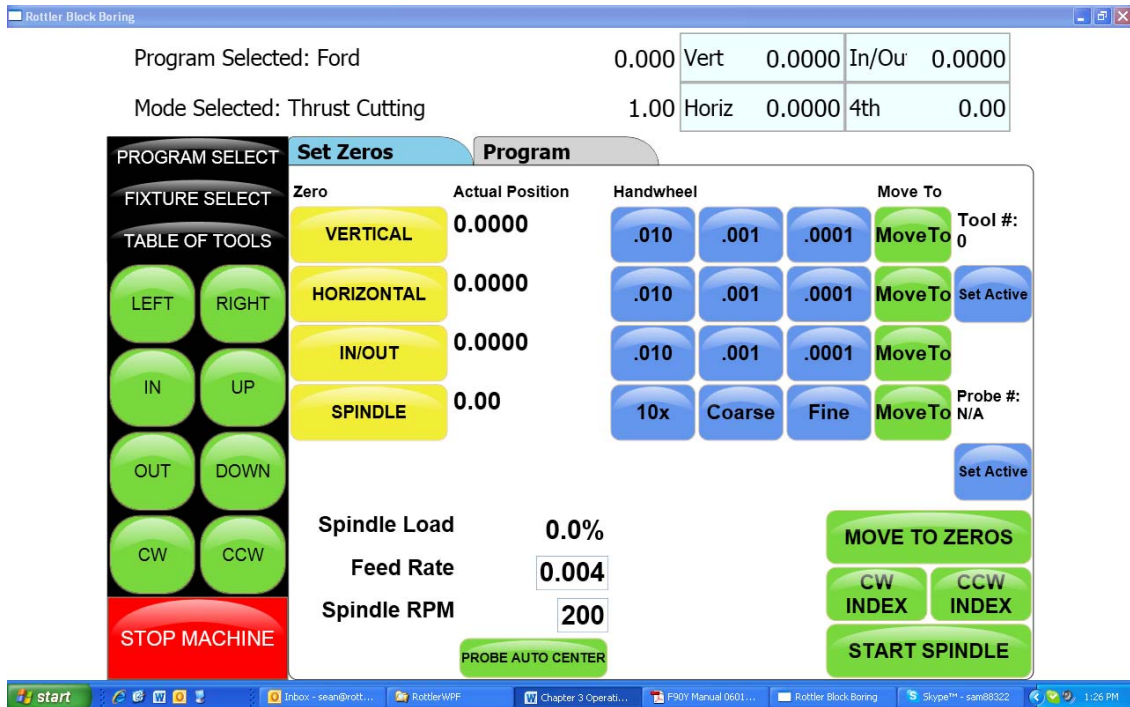 Rottler Block Boring
Program Selected: Ford 0.000 Vert 0.0000 In/Ou 0.0000
Mode Selected: Thrust Cutting 1.00 Horiz 0.0000 4th 0.00
PROGRAM SELECT
FIXTURE SELECT
TABLE OF TOOLS
LEFT RIGHT
IN UP
OUT DOWN
CW CCW
STOP MACHINE
Set Zeros Program
Zero Actual Position Handwheel Move To
VERTICAL 0.0000 .010 .001 .0001 MoveTo Tool #:
0
HORIZONTAL 0.0000 .010 .001 .0001 MoveTo Set Active
IN/OUT 0.0000 .010 .001 .0001 MoveTo
SPINDLE 0.00 10x Coarse Fine MoveTo Probe #:
N/A
Set Active
Spindle Load 0.0%
Feed Rate 0.004
Spindle RPM 200
PROBE AUTO CENTER
MOVE TO ZEROS
CW INDEX CCW INDEX
START SPINDLE
start Inbox - sean@rott... RottlerWPF Chapter 3 Operati... F90Y Manual 0601... Rottler Block Boring Skype™ - sam88322 1:26 PM